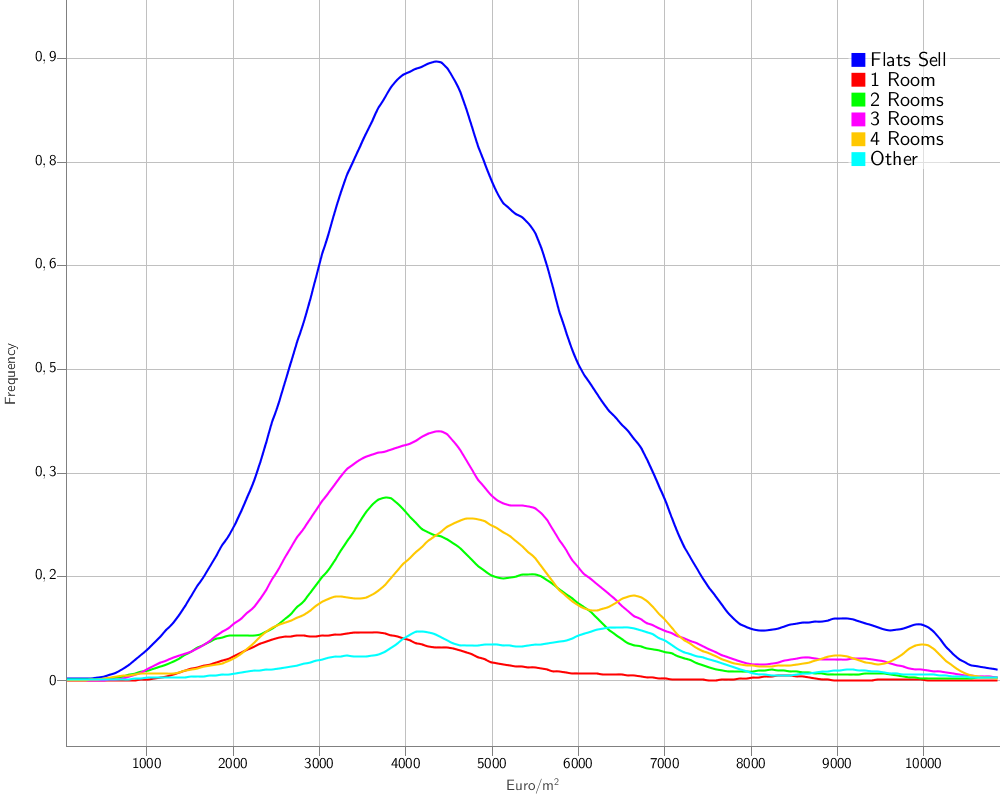 Flats Sell
1 Room
2 Rooms
3 Rooms
4 Rooms
Other
Frequency
0,9
0,8
0,6
0,5
0,3
0,2
0
1000 2000 3000 4000 5000 6000 7000 8000 9000 10000
Euro/m²